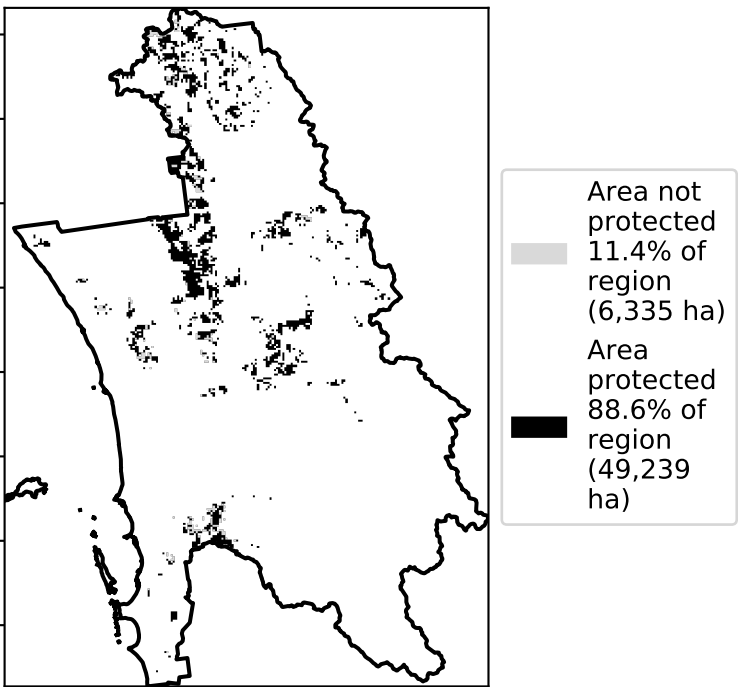 Area not
protected
11.4% of
region
(6,335 ha)
Area
protected
88.6% of
region
(49,239
ha)